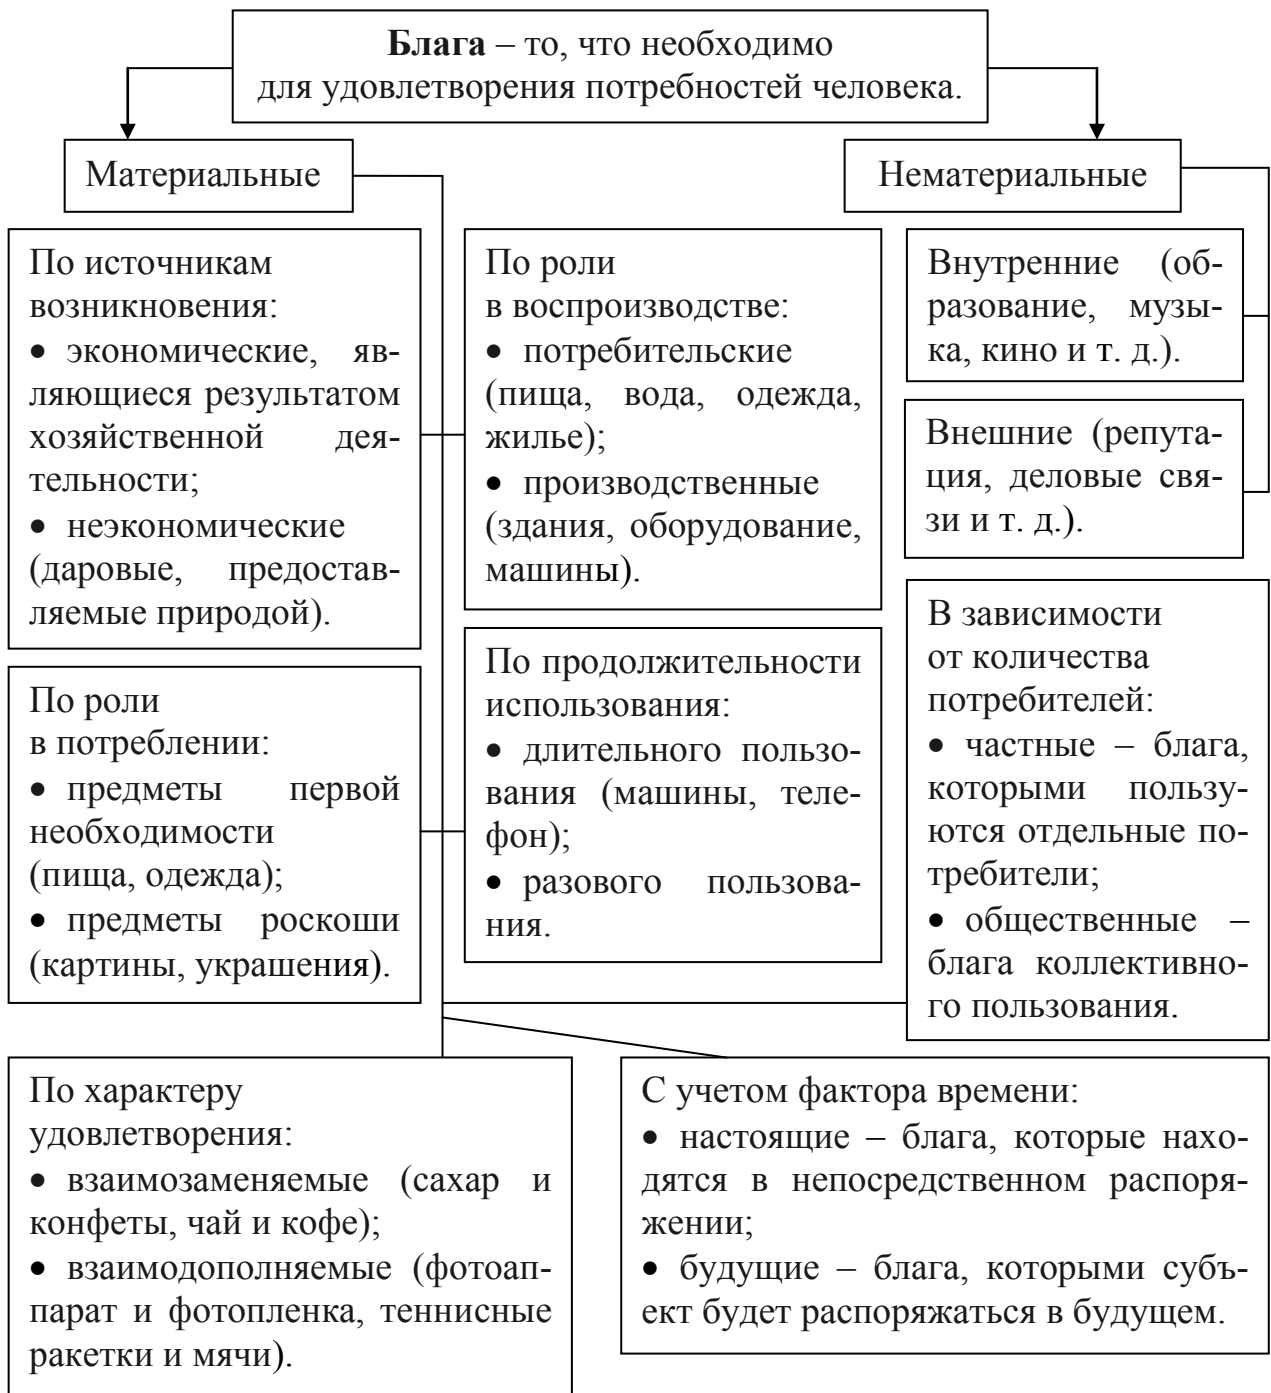 Блага – то, что необходимо
для удовлетворения потребностей человека.
Материальные
Нематериальные
По источникам
возникновения:
• экономические, яв-
ляющиеся результатом
хозяйственной дея-
тельности;
• неэкономические
(даровые, предостав-
ляемые природой).
По роли
в воспроизводстве:
• потребительские
(пища, вода, одежда,
жилье);
• производственные
(здания, оборудование,
машины).
Внутренние (об-
разование, музы-
ка, кино и т. д.).
Внешние (репута-
ция, деловые свя-
зи и т. д.).
По роли
в потреблении:
• предметы первой
необходимости
(пища, одежда);
• предметы роскоши
(картины, украшения).
По продолжительности
использования:
• длительного пользо-
вания (машины, теле-
фон);
• разового пользова-
ния.
В зависимости
от количества
потребителей:
• частные – блага,
которыми пользу-
ются отдельные по-
требители;
• общественные –
блага коллективно-
го пользования.
По характеру
удовлетворения:
• взаимозаменяемые (сахар и
конфеты, чай и кофе);
• взаимодополняемые (фотоап-
парат и фотопленка, теннисные
ракетки и мячи).
С учетом фактора времени:
• настоящие – блага, которые нахо-
дятся в непосредственном распоря-
жении;
• будущие – блага, которыми субъ-
ект будет распоряжаться в будущем.